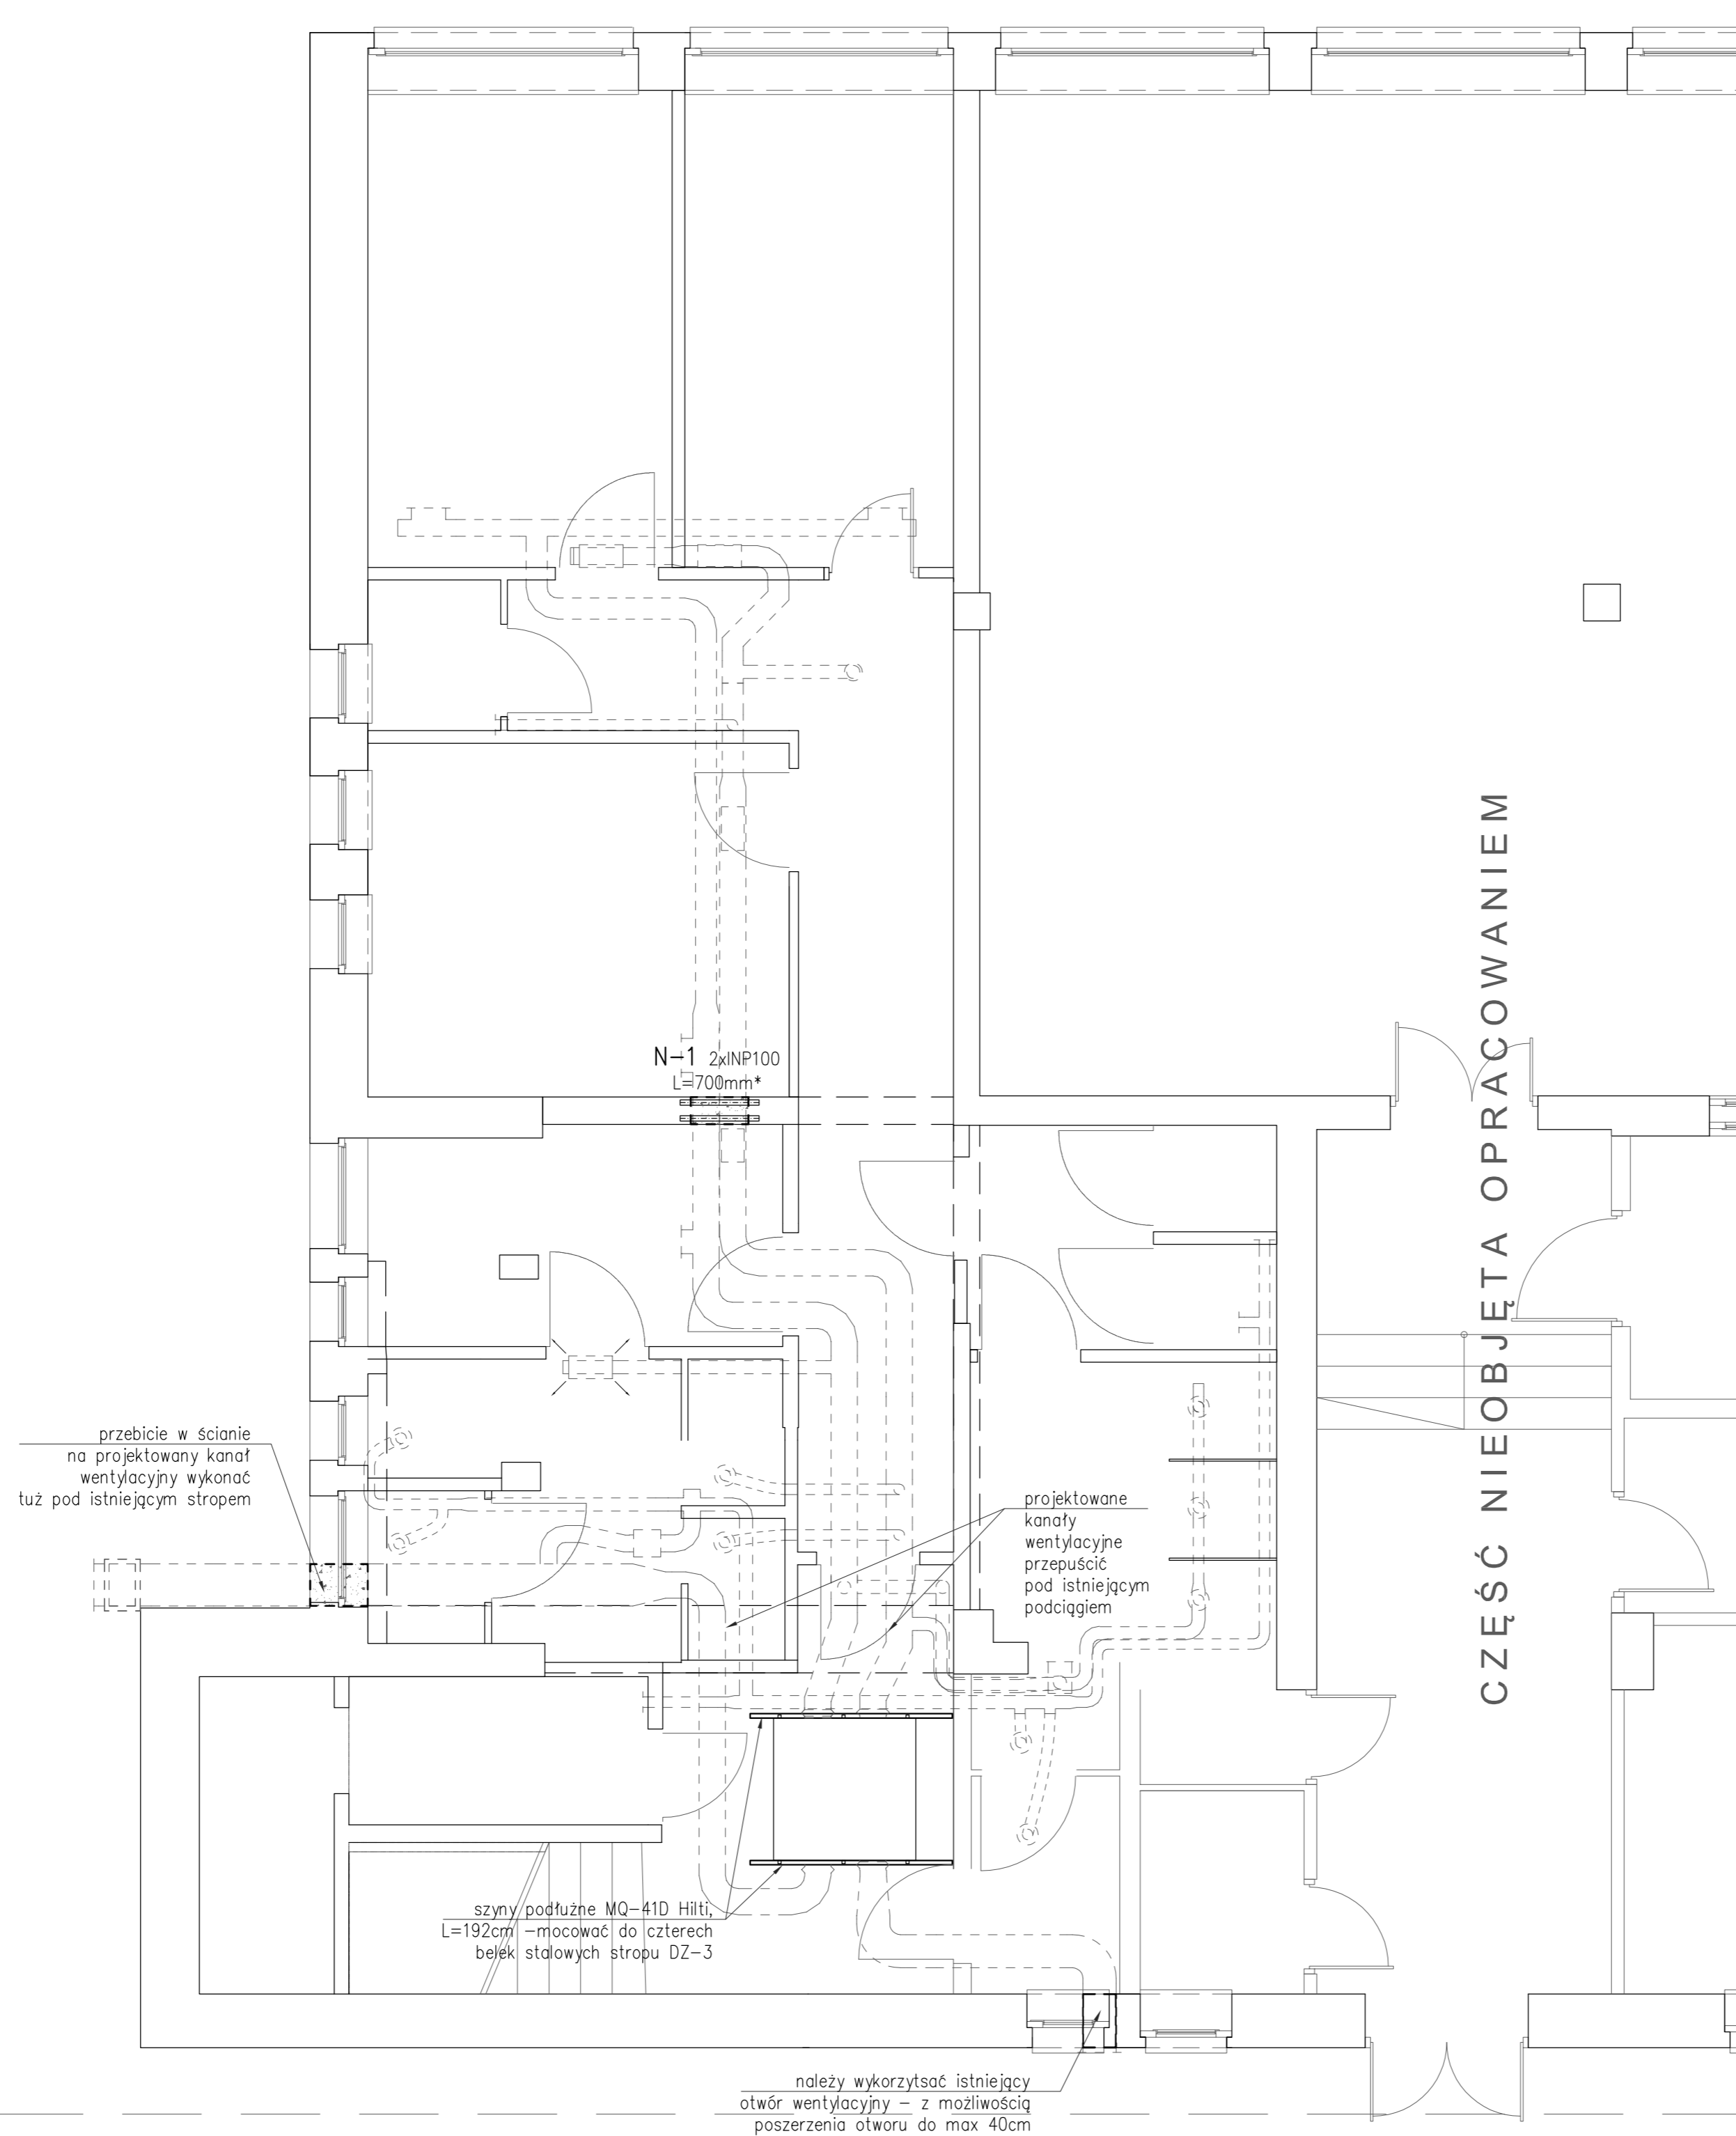 N-1 2xINP100
L=700mm*
CZĘŚĆ NIEOBJĘTA OPRACOWANIEM
przebicie w ścianie
na projektowany kanał
wentylacyjny wykonać
tuż pod istniejącym stropem
projektowane
kanały
wentylacyjne
przepuścić
pod istniejącym
podciągiem
szyny podłużne MQ-41D Hilti,
L=192cm -mocować do czterech
belek stalowych stropu DZ-3
należy wykorzytsać istniejący
otwór wentylacyjny - z możliwością
poszerzenia otworu do max 40cm